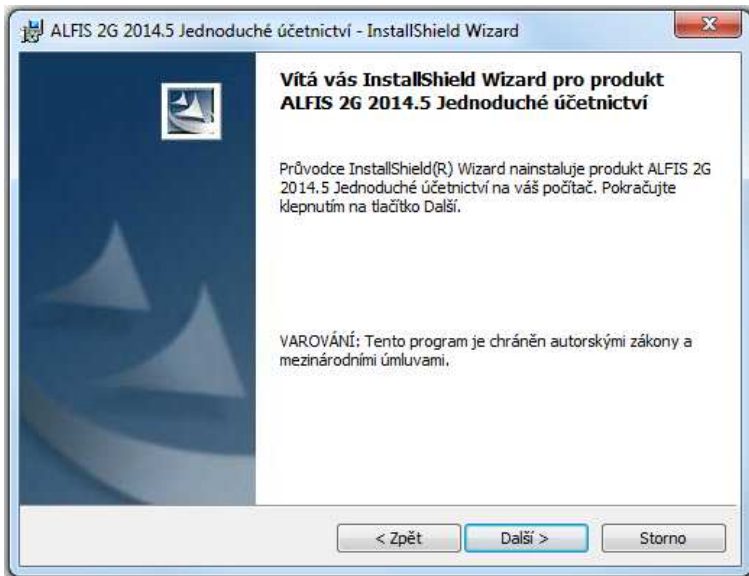 ALFIS 2G 2014.5 Jednoduché účetnictví - InstallShield Wizard
Vítá vás InstallShield Wizard pro produkt
ALFIS 2G 2014.5 Jednoduché účetnictví
Průvodce InstallShield(R) Wizard nainstaluje produkt ALFIS 2G
2014.5 Jednoduché účetnictví na váš počítač. Pokračujte
klepnutím na tlačítko Další.
VAROVÁNÍ: Tento program je chráněn autorskými zákony a
mezinárodními úmluvami.
< Zpět
Další >
Storno